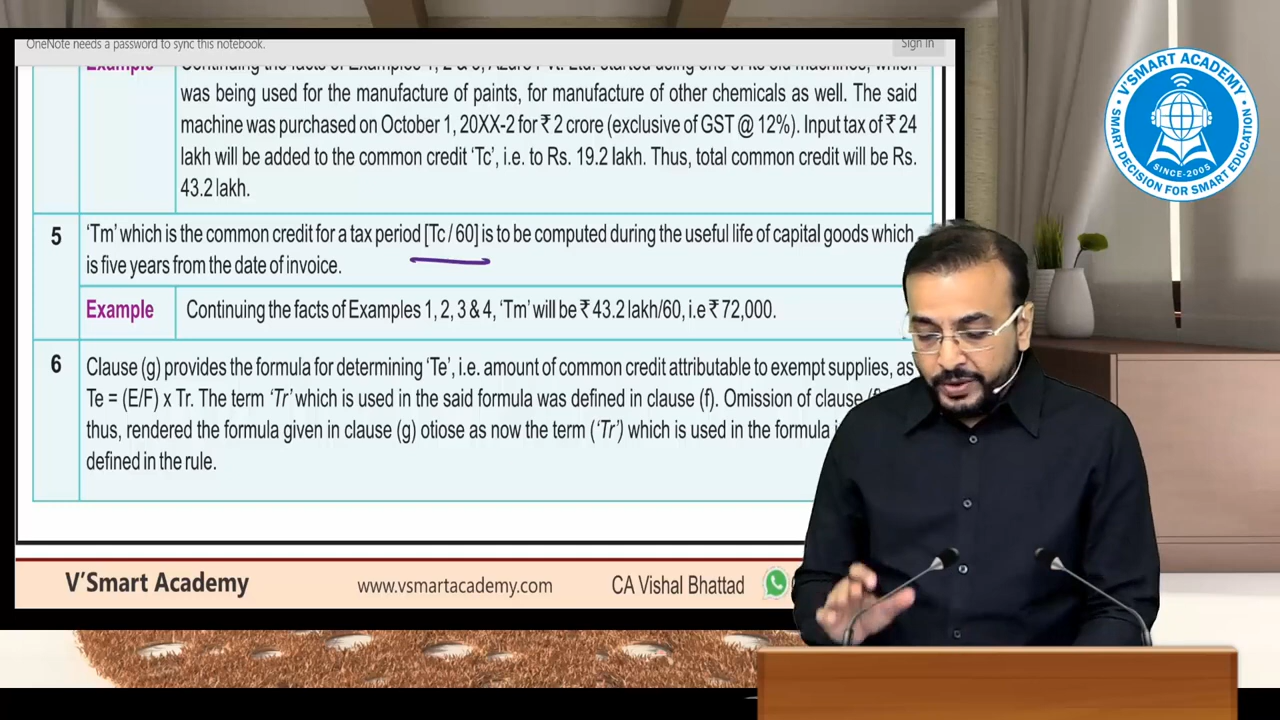 OneNote needs a password to sync this notebook.
Sign in
Example
was being used for the manufacture of paints, for manufacture of other chemicals as well. The said
machine was purchased on October 1, 20XX-2 for ₹ 2 crore (exclusive of GST @ 12%). Input tax of ₹ 24
lakh will be added to the common credit ‘Tc’, i.e. to Rs. 19.2 lakh. Thus, total common credit will be Rs.
43.2 lakh.
5
‘Tm’ which is the common credit for a tax period [Tc / 60] is to be computed during the useful life of capital goods which
is five years from the date of invoice.
Example
Continuing the facts of Examples 1, 2, 3 & 4, ‘Tm’ will be ₹ 43.2 lakh/60, i.e ₹ 72,000.
6
Clause (g) provides the formula for determining ‘Te’, i.e. amount of common credit attributable to exempt supplies, as
Te = (E/F) x Tr. The term ‘Tr’ which is used in the said formula was defined in clause (f). Omission of clause
thus, rendered the formula given in clause (g) otiose as now the term (‘Tr’) which is used in the formula
defined in the rule.
V'Smart Academy
www.vsmartacademy.com
CA Vishal Bhattad
V'SMART ACADEMY
SINCE-2005
SMART DECISION FOR SMART EDUCATION